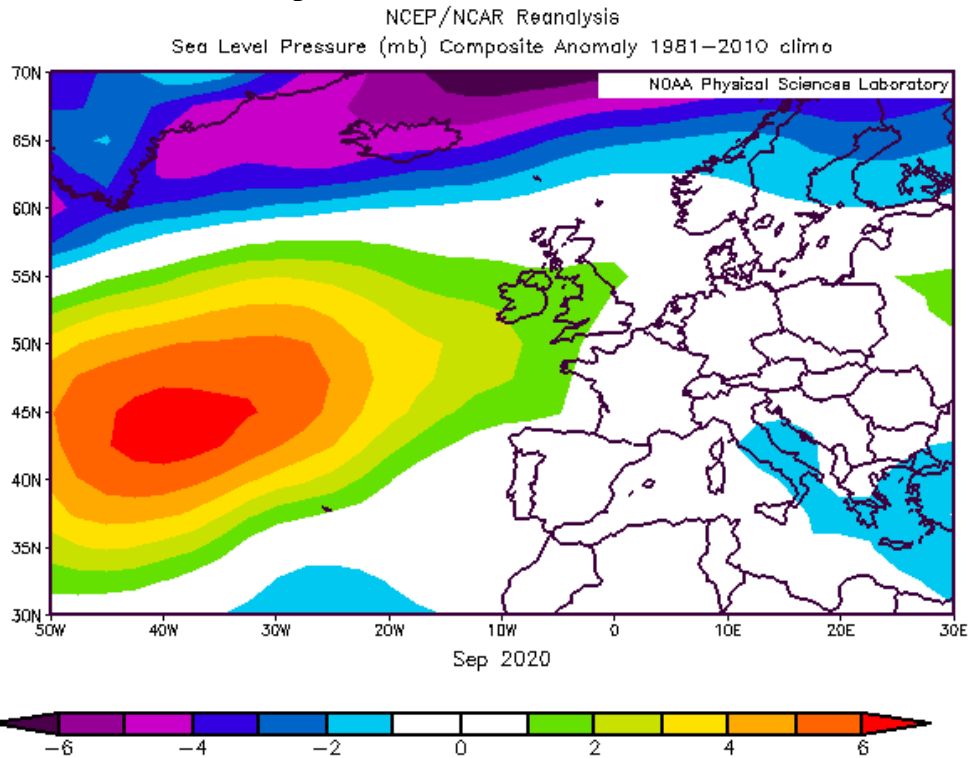 NCEP/NCAR Reanalysis
Sea Level Pressure (mb) Composite Anomaly 1981−2010 climo
70N
NOAA Physical Sciences Laboratory
65N
60N
55N
50N
45N
40N
35N
30N
50W 40W 30W 20W 10W 0 10E 20E 30E
Sep 2020
−6 −4 −2 0 2 4 6